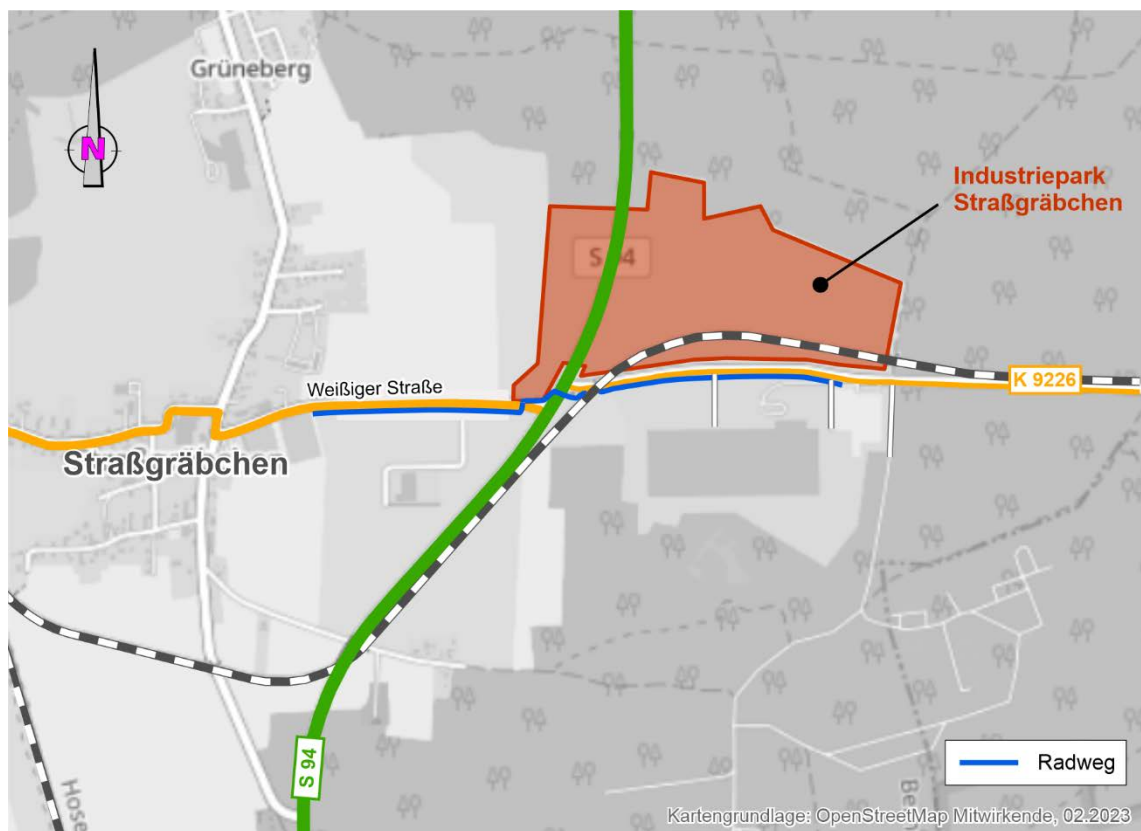 Grüneberg
N
Industriepark
Straßgräbchen
S 94
Weißiger Straße
K 9226
Straßgräbchen
S 94
Radweg
Kartengrundlage: OpenStreetMap Mitwirkende, 02.2023